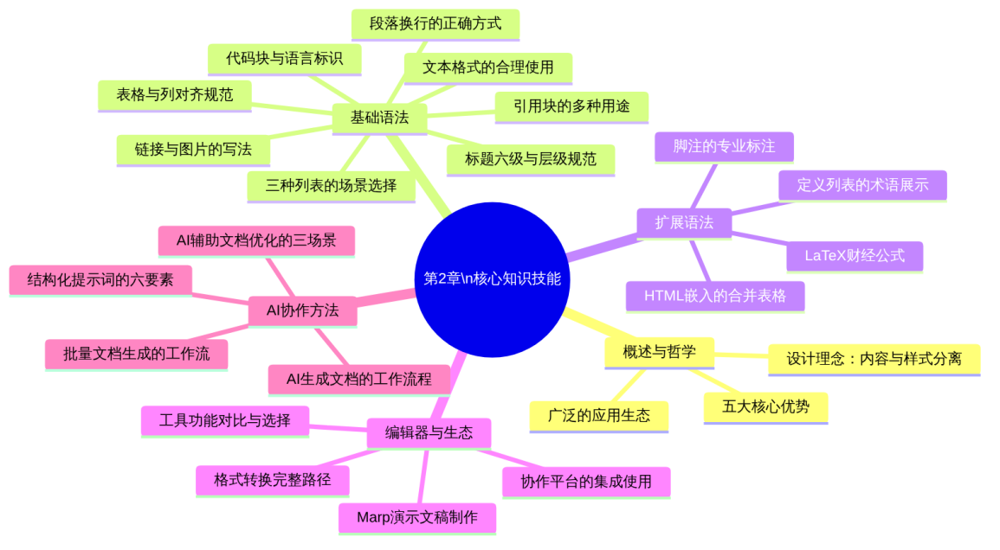 段落换行的正确方式
代码块与语言标识
文本格式的合理使用
表格与列对齐规范
引用块的多种用途
基础语法
链接与图片的写法
标题六级与层级规范
三种列表的场景选择
脚注的专业标注
定义列表的术语展示
扩展语法
LaTeX财经公式
HTML嵌入的合并表格
AI辅助文档优化的三场景
结构化提示词的六要素
第2章\n核心知识技能
AI协作方法
批量文档生成的工作流
AI生成文档的工作流程
概述与哲学
设计理念：内容与样式分离
广泛的应用生态
五大核心优势
工具功能对比与选择
编辑器与生态
格式转换完整路径
协作平台的集成使用
Marp演示文稿制作